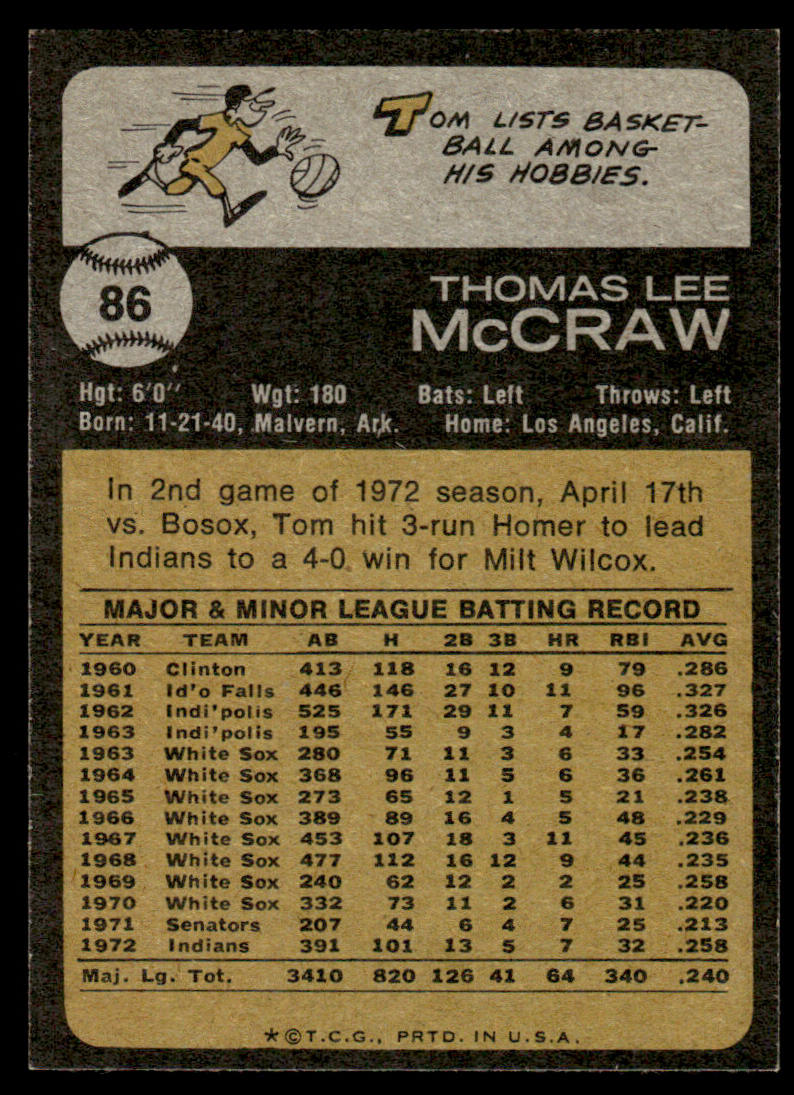 TOM LISTS BASKET-
BALL AMONG
HIS HOBBIES.
86
THOMAS LEE
McCRAW
Hgt: 6'0" Wgt: 180 Bats: Left Throws: Left
Born: 11-21-40, Malvern, Ark. Home: Los Angeles, Calif.
In 2nd game of 1972 season, April 17th
vs. Bosox, Tom hit 3-run Homer to lead
Indians to a 4-0 win for Milt Wilcox.
MAJOR & MINOR LEAGUE BATTING RECORD
YEAR TEAM AB H 2B 3B HR RBI AVG
1960 Clinton 413 118 16 12 9 79 .286
1961 Id'o Falls 446 146 27 10 11 96 .327
1962 Indi'polis 525 171 29 11 7 59 .326
1963 Indi'polis 195 55 9 3 4 17 .282
1963 White Sox 280 71 11 3 6 33 .254
1964 White Sox 368 96 11 5 6 36 .261
1965 White Sox 273 65 12 1 5 21 .238
1966 White Sox 389 89 16 4 5 48 .229
1967 White Sox 453 107 18 3 11 45 .236
1968 White Sox 477 112 16 12 9 44 .235
1969 White Sox 240 62 12 2 2 25 .258
1970 White Sox 332 73 11 2 6 31 .220
1971 Senators 207 44 6 4 7 25 .213
1972 Indians 391 101 13 5 7 32 .258
Maj. Lg. Tot. 3410 820 126 41 64 340 .240
*©T.C.G., PRTD. IN U.S.A.